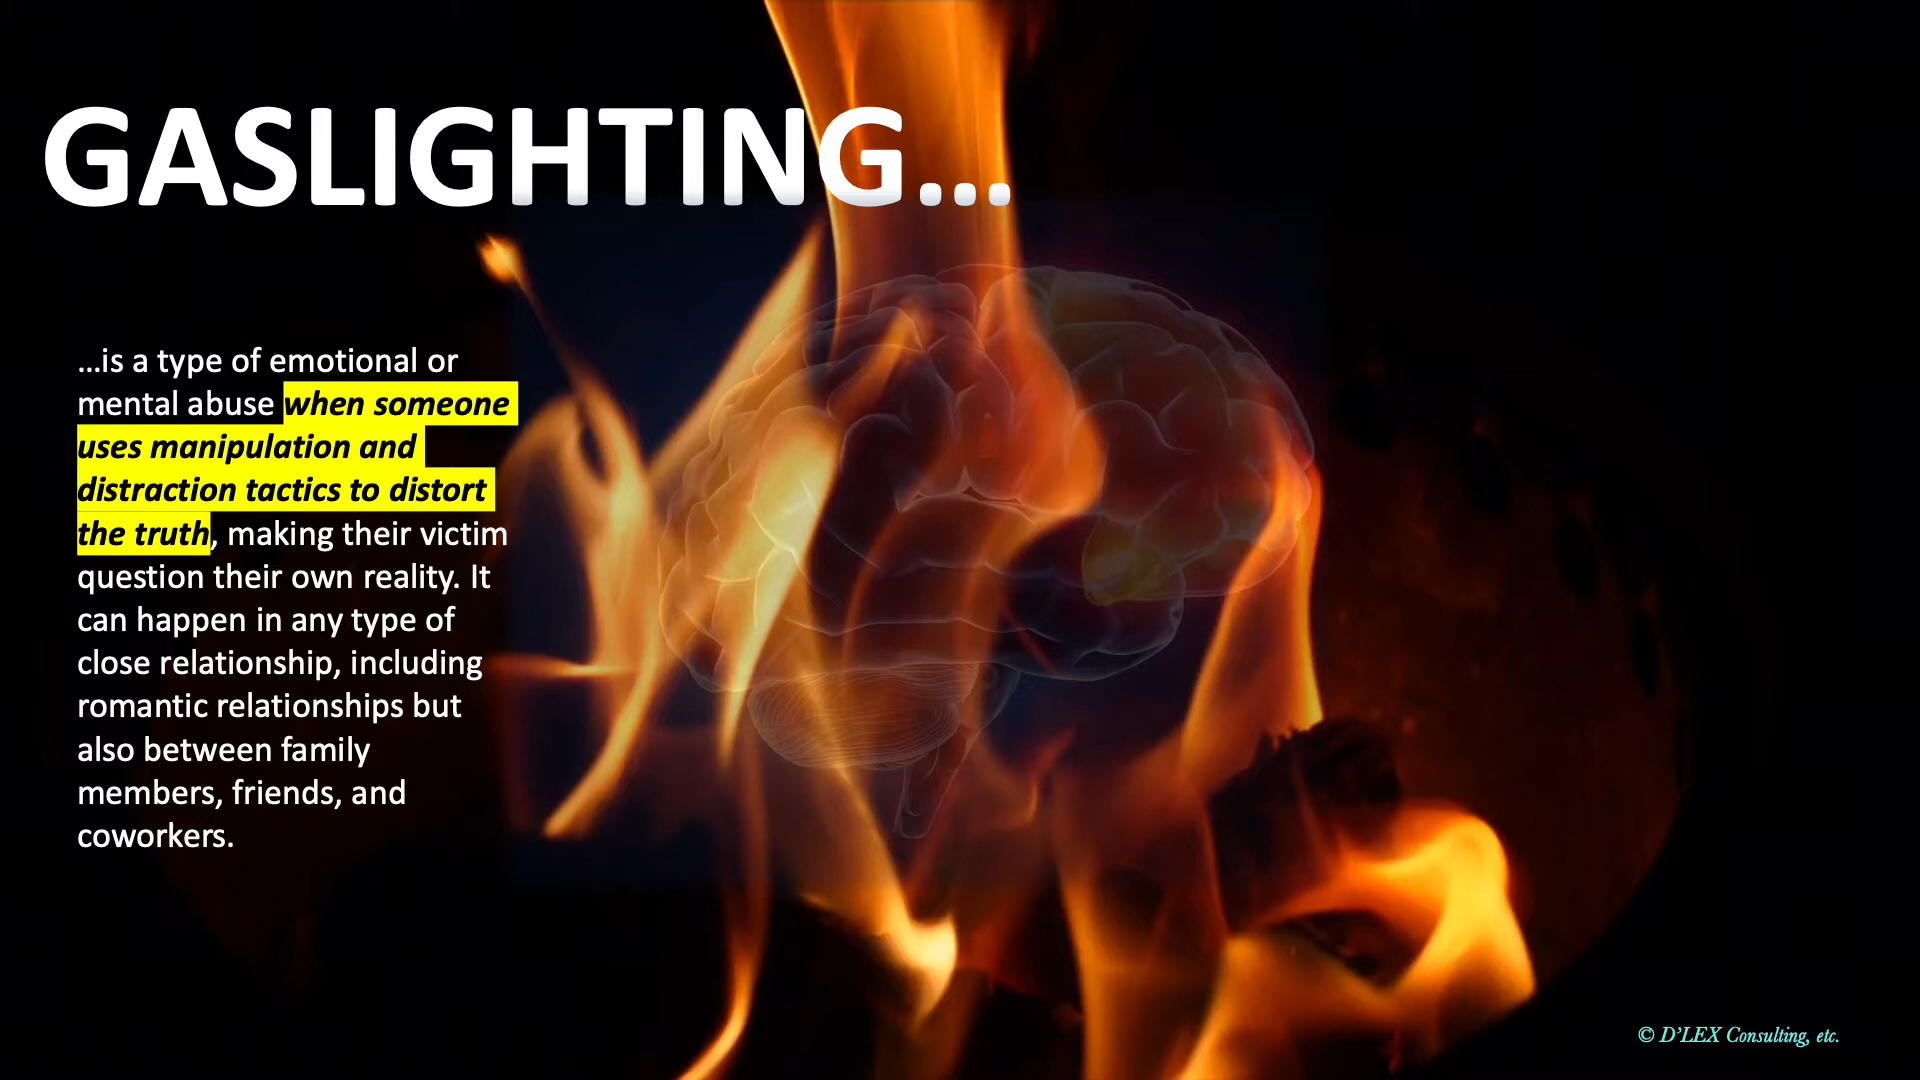 GASLIGHTING...
...is a type of emotional or
mental abuse when someone
uses manipulation and
distraction tactics to distort
the truth, making their victim
question their own reality. It
can happen in any type of
close relationship, including
romantic relationships but
also between family
members, friends, and
coworkers.
© D’LEX Consulting, etc.